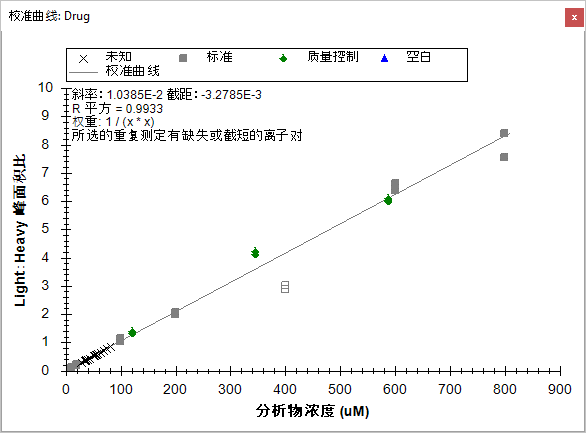 校准曲线: Drug
x
未知 标准 质量控制 空白
校准曲线
斜率: 1.0385E-2 截距: -3.2785E-3
R 平方 = 0.9933
权重: 1 / (x * x)
所选的重复测定有缺失或截短的离子对
10
9
8
7
6
5
4
3
2
1
0
Light:Heavy 峰面积比
0 100 200 300 400 500 600 700 800 900
分析物浓度 (uM)